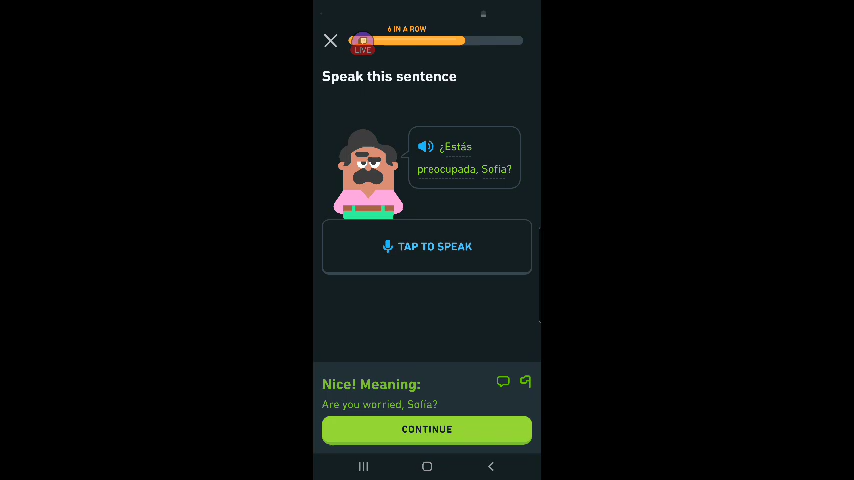 6 IN A ROW
LIVE
Speak this sentence
¿Estás
preocupada, Sofía?
TAP TO SPEAK
Nice! Meaning:
Are you worried, Sofía?
CONTINUE